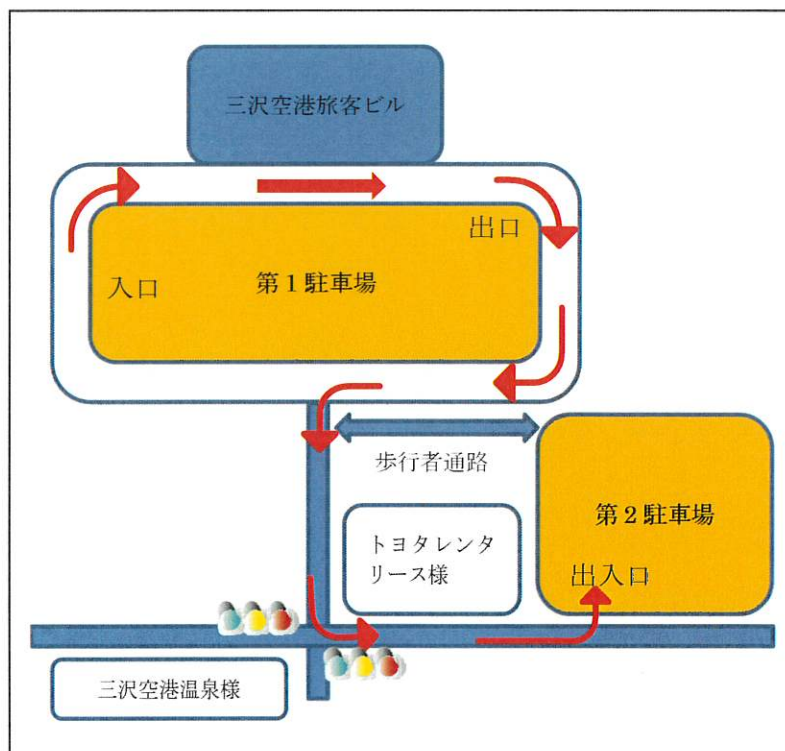 三沢空港旅客ビル
出口
入口
第１駐車場
歩行者通路
第２駐車場
トヨタレンタ
リース様
出入口
三沢空港温泉様